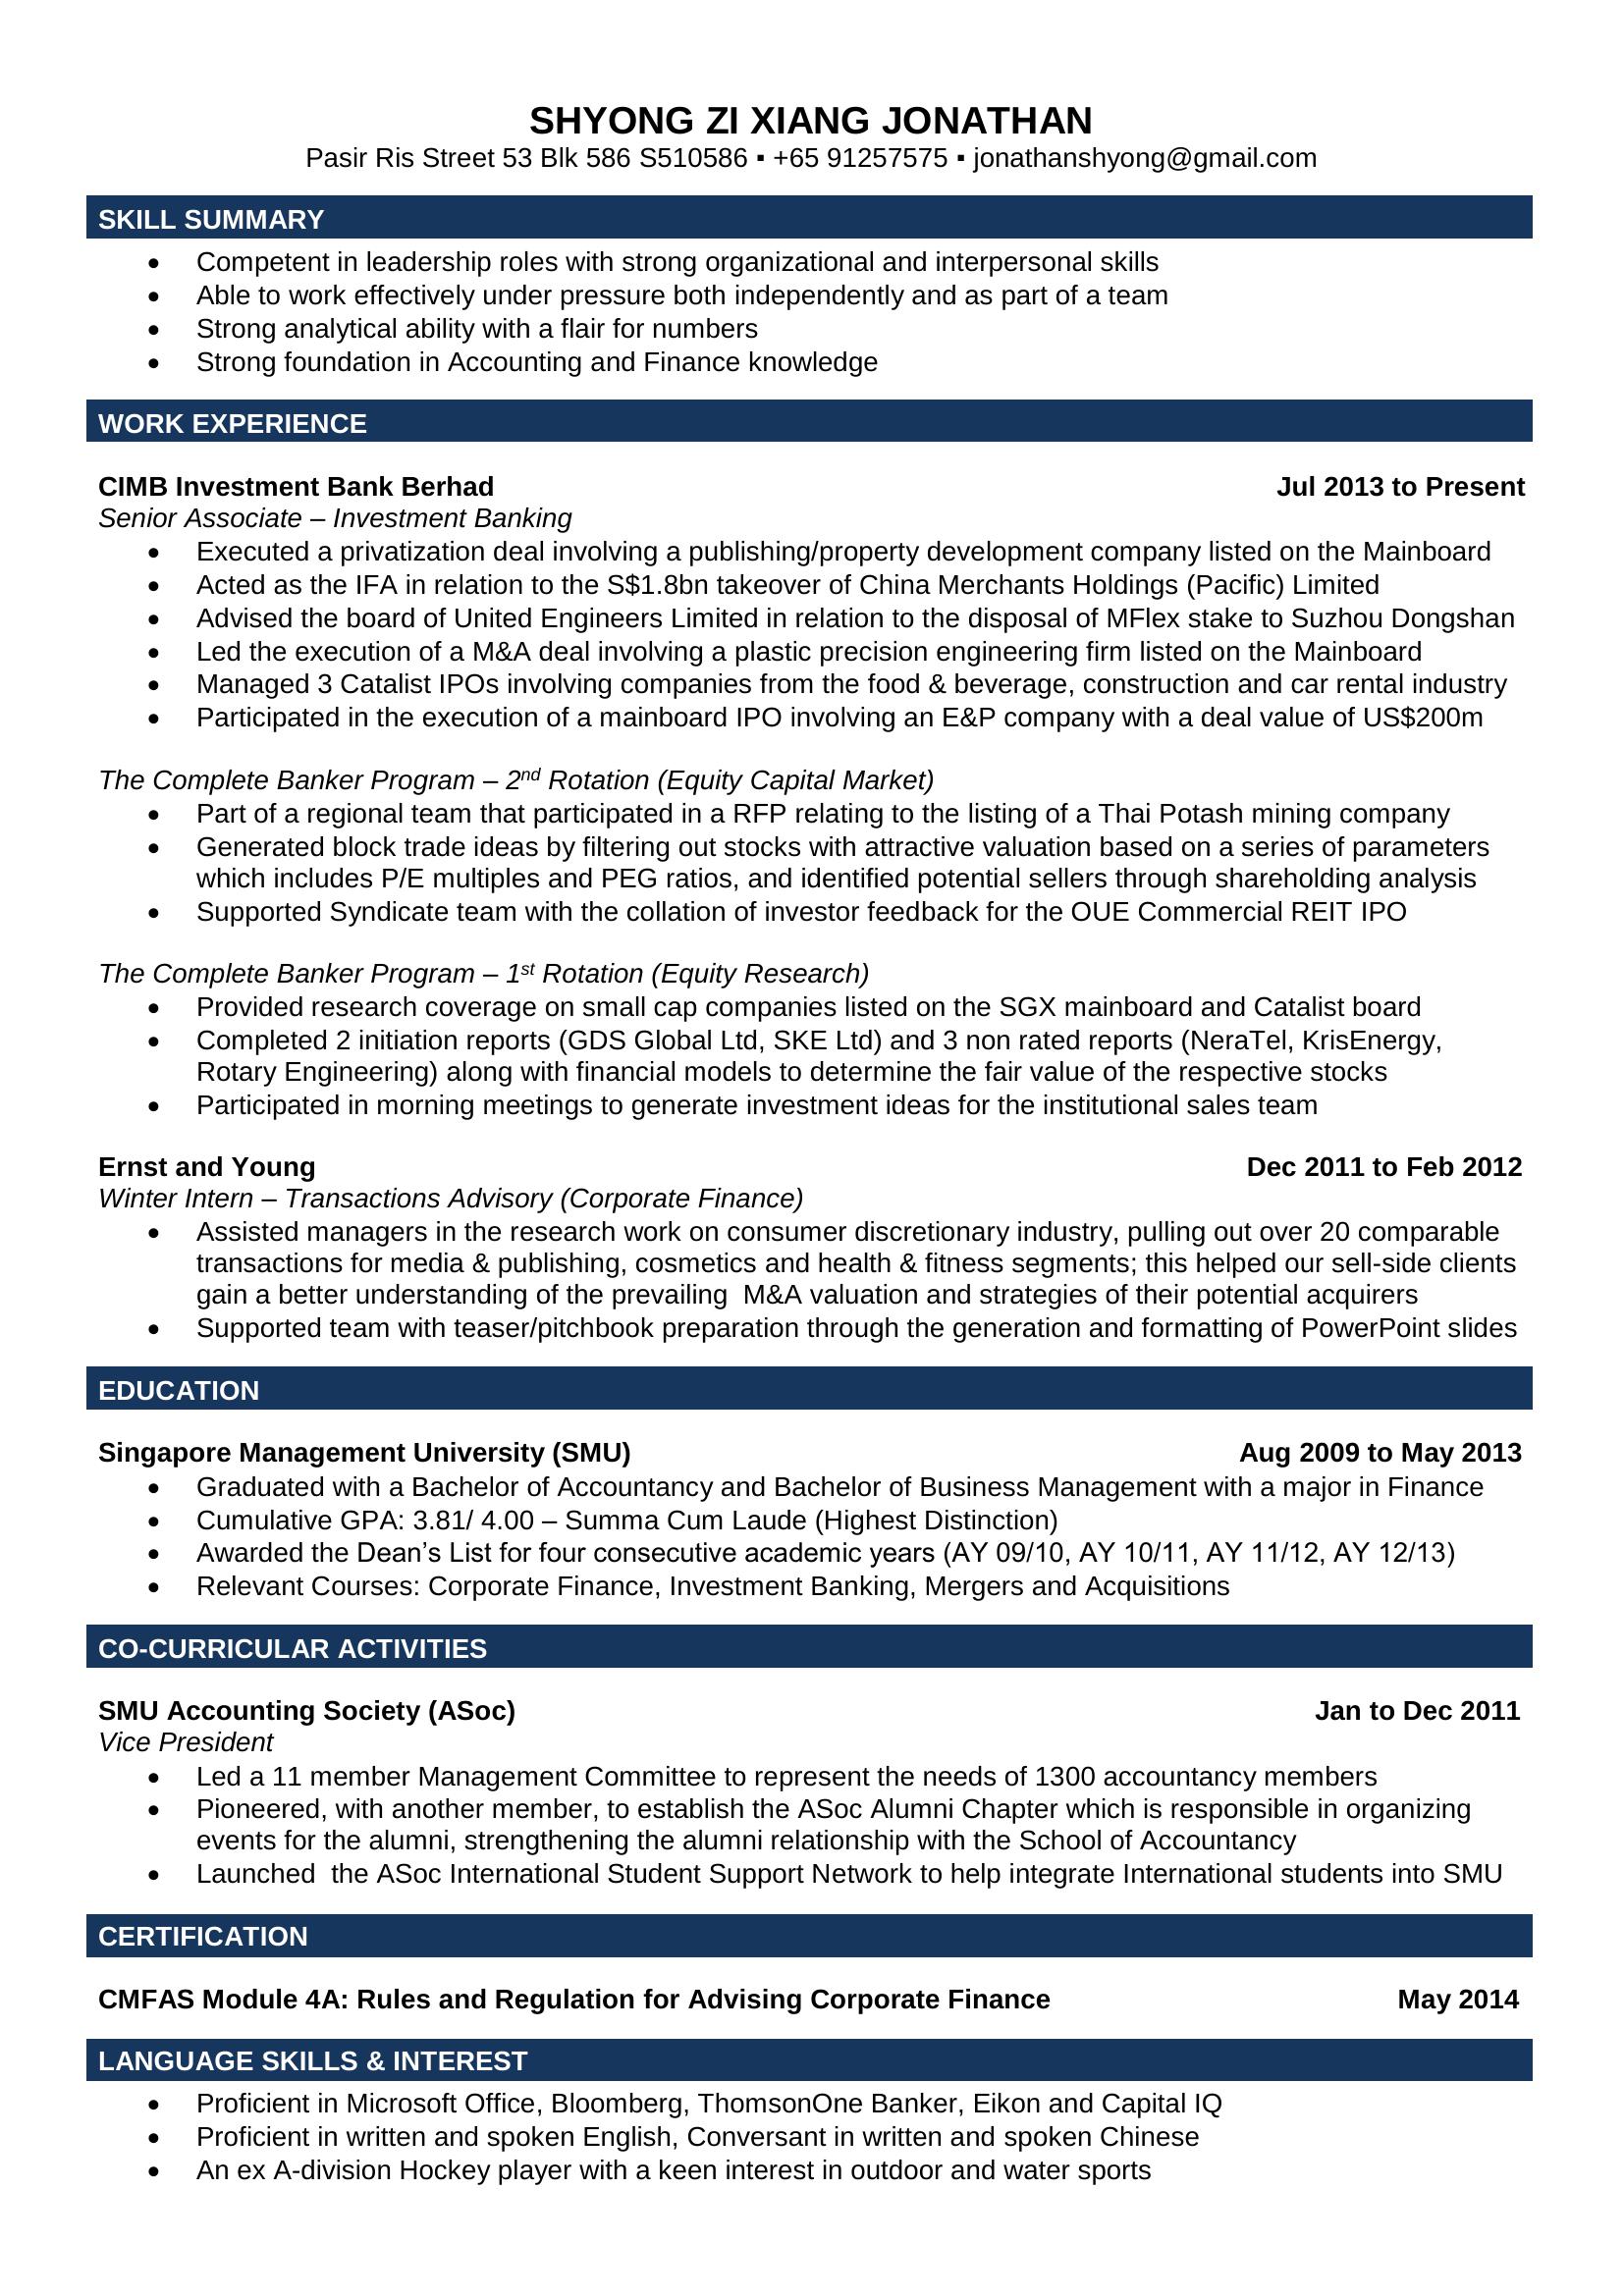 SHYONG ZI XIANG JONATHAN
Pasir Ris Street 53 Blk 586 S510586 ▪ +65 91257575 ▪ jonathanshyong@gmail.com
SKILL SUMMARY
• Competent in leadership roles with strong organizational and interpersonal skills
• Able to work effectively under pressure both independently and as part of a team
• Strong analytical ability with a flair for numbers
• Strong foundation in Accounting and Finance knowledge
WORK EXPERIENCE
CIMB Investment Bank Berhad Jul 2013 to Present
Senior Associate – Investment Banking
• Executed a privatization deal involving a publishing/property development company listed on the Mainboard
• Acted as the IFA in relation to the S$1.8bn takeover of China Merchants Holdings (Pacific) Limited
• Advised the board of United Engineers Limited in relation to the disposal of MFlex stake to Suzhou Dongshan
• Led the execution of a M&A deal involving a plastic precision engineering firm listed on the Mainboard
• Managed 3 Catalist IPOs involving companies from the food & beverage, construction and car rental industry
• Participated in the execution of a mainboard IPO involving an E&P company with a deal value of US$200m
The Complete Banker Program – 2nd Rotation (Equity Capital Market)
• Part of a regional team that participated in a RFP relating to the listing of a Thai Potash mining company
• Generated block trade ideas by filtering out stocks with attractive valuation based on a series of parameters
which includes P/E multiples and PEG ratios, and identified potential sellers through shareholding analysis
• Supported Syndicate team with the collation of investor feedback for the OUE Commercial REIT IPO
The Complete Banker Program – 1st Rotation (Equity Research)
• Provided research coverage on small cap companies listed on the SGX mainboard and Catalist board
• Completed 2 initiation reports (GDS Global Ltd, SKE Ltd) and 3 non rated reports (NeraTel, KrisEnergy,
Rotary Engineering) along with financial models to determine the fair value of the respective stocks
• Participated in morning meetings to generate investment ideas for the institutional sales team
Ernst and Young Dec 2011 to Feb 2012
Winter Intern – Transactions Advisory (Corporate Finance)
• Assisted managers in the research work on consumer discretionary industry, pulling out over 20 comparable
transactions for media & publishing, cosmetics and health & fitness segments; this helped our sell-side clients
gain a better understanding of the prevailing  M&A valuation and strategies of their potential acquirers
• Supported team with teaser/pitchbook preparation through the generation and formatting of PowerPoint slides
EDUCATION
Singapore Management University (SMU) Aug 2009 to May 2013
• Graduated with a Bachelor of Accountancy and Bachelor of Business Management with a major in Finance
• Cumulative GPA: 3.81/ 4.00 – Summa Cum Laude (Highest Distinction)
• Awarded the Dean’s List for four consecutive academic years (AY 09/10, AY 10/11, AY 11/12, AY 12/13)
• Relevant Courses: Corporate Finance, Investment Banking, Mergers and Acquisitions
CO-CURRICULAR ACTIVITIES
SMU Accounting Society (ASoc) Jan to Dec 2011
Vice President
• Led a 11 member Management Committee to represent the needs of 1300 accountancy members
• Pioneered, with another member, to establish the ASoc Alumni Chapter which is responsible in organizing
events for the alumni, strengthening the alumni relationship with the School of Accountancy
• Launched  the ASoc International Student Support Network to help integrate International students into SMU
CERTIFICATION
CMFAS Module 4A: Rules and Regulation for Advising Corporate Finance May 2014
LANGUAGE SKILLS & INTEREST
• Proficient in Microsoft Office, Bloomberg, ThomsonOne Banker, Eikon and Capital IQ
• Proficient in written and spoken English, Conversant in written and spoken Chinese
• An ex A-division Hockey player with a keen interest in outdoor and water sports